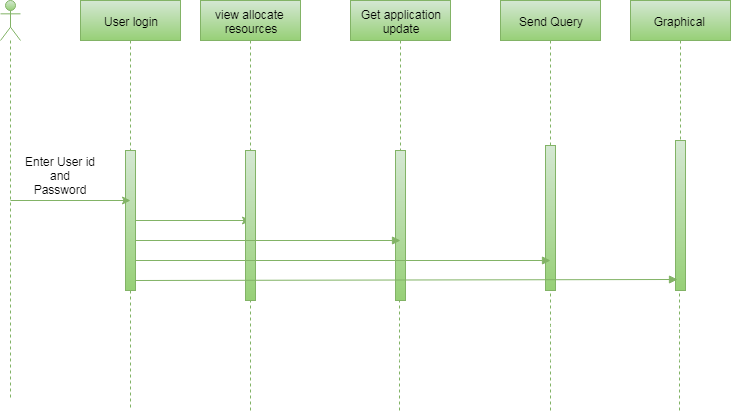 User login
view allocate
resources
Get application
update
Send Query
Graphical
Enter User id
and
Password